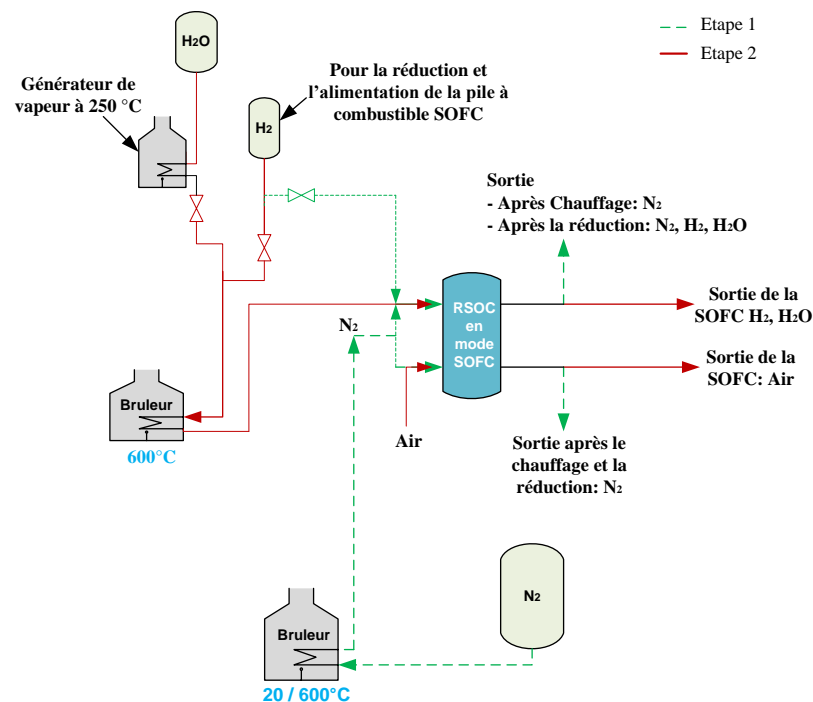 H2O
Générateur de
vapeur à 250 °C
Pour la réduction et
l'alimentation de la pile à
combustible SOFC
H2
Etape 1
Etape 2
Sortie
- Après Chauffage: N2
- Après la réduction: N2, H2, H2O
RSOC
en
mode
SOFC
Sortie de la
SOFC H2, H2O
Sortie de la
SOFC: Air
N2
Air
Bruleur
600°C
Sortie après le
chauffage et la
réduction: N2
N2
Bruleur
20 / 600°C